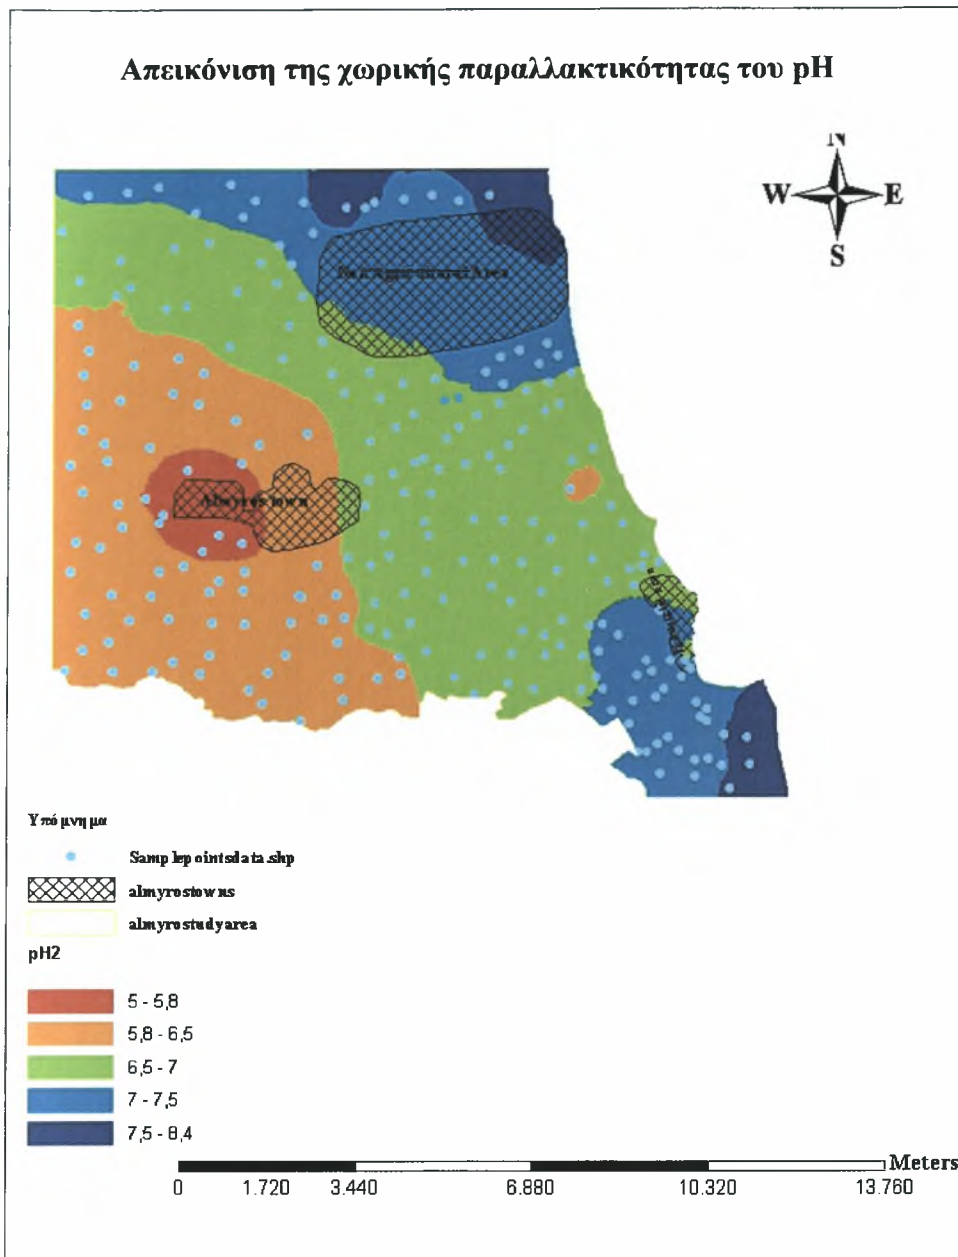 Απεικόνιση της χωρικής παραλλακτικότητας του pH
N
W E
S
Area
Almyros town
Υπόμνημα
Samplepointsdata.shp
almyrostowns
almyrostudyarea
pH2
5 - 5,8
5,8 - 6,5
6,5 - 7
7 - 7,5
7,5 - 8,4
Meters
0 1.720 3.440 6.880 10.320 13.760